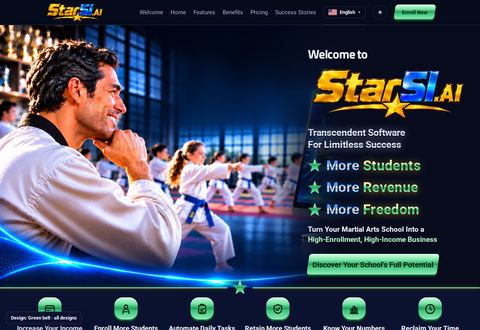 StarSI.AI
Welcome Home Features Benefits Pricing Success Stories English Enroll Now
Welcome to
StarSI.AI
Transcendent Software
For Limitless Success
More Students
More Revenue
More Freedom
Turn Your Martial Arts School Into a
High-Enrollment, High-Income Business
Discover Your School's Full Potential
Design: Green belt · all designs
Increase Your Income Enroll More Students Automate Daily Tasks Retain More Students Know Your Numbers Reclaim Your Time